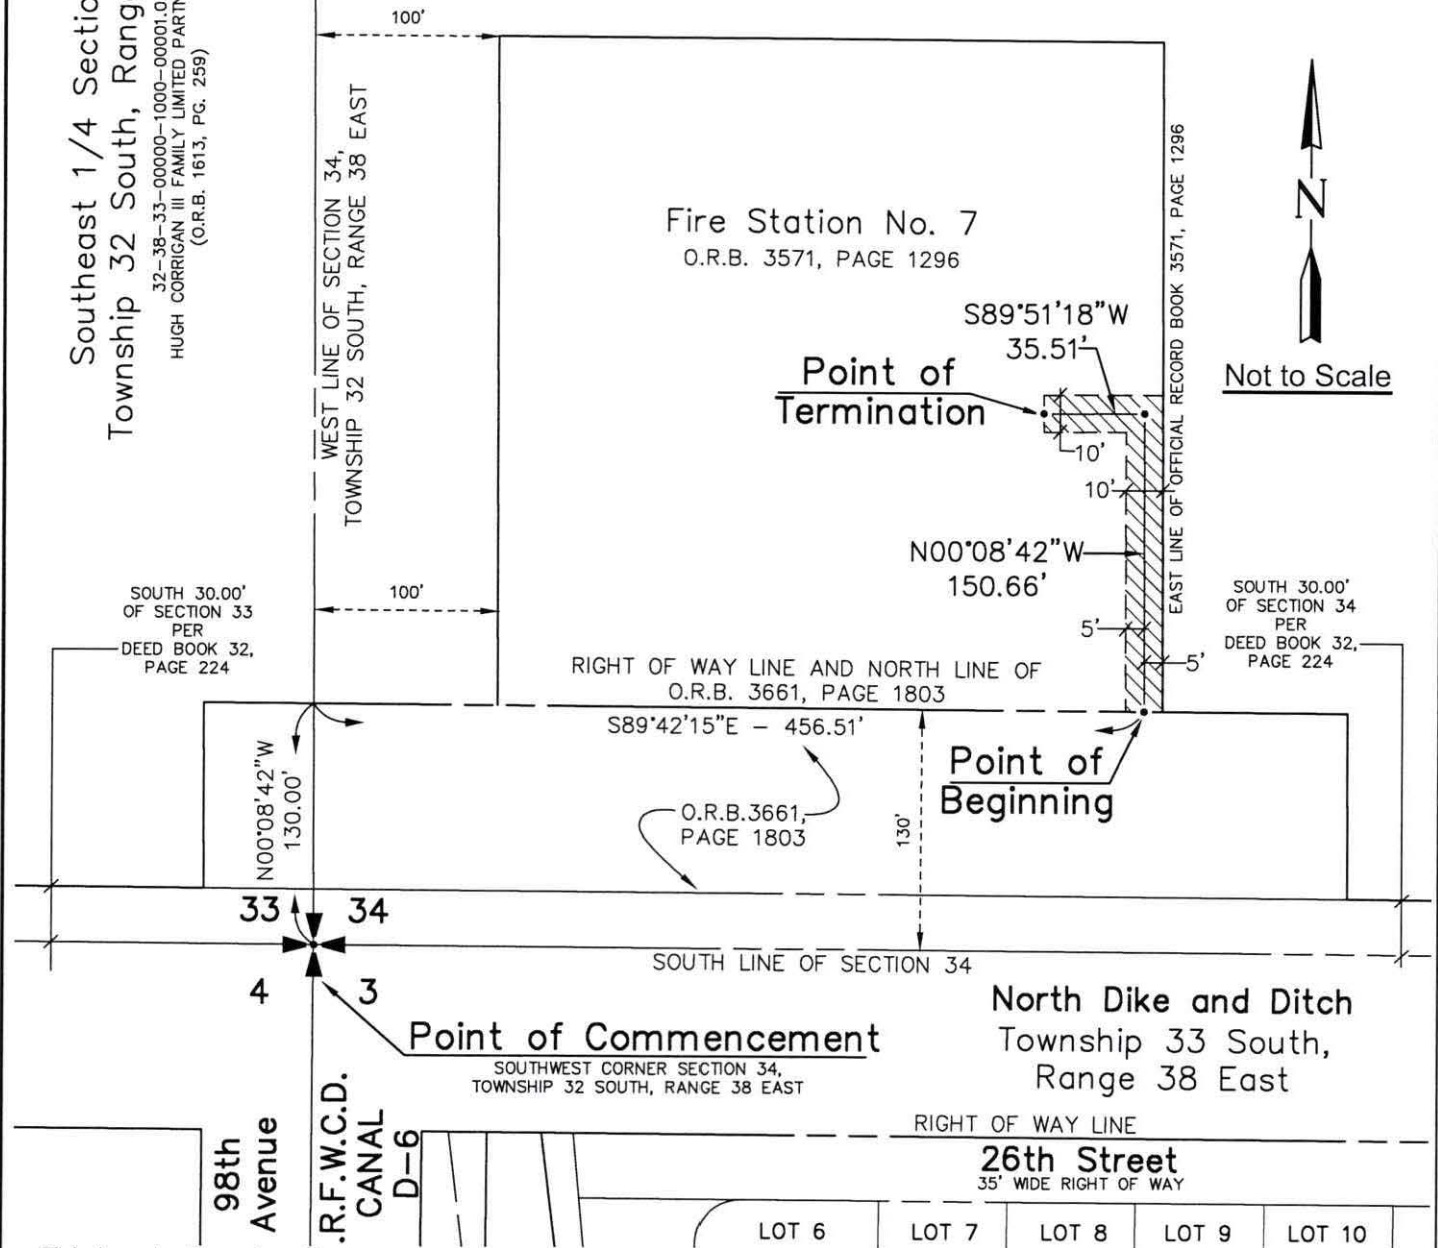 Southeast 1/4
Township 32 South,
32-38-33-00000-1000-00001.0
HUGH CORRIGAN III FAMILY LIMITED
(O.R.B. 1613, PG. 259)
100'
WEST LINE OF SECTION 34,
TOWNSHIP 32 SOUTH, RANGE 38 EAST
Fire Station No. 7
O.R.B. 3571, PAGE 1296
EAST LINE OF OFFICIAL RECORD BOOK 3571, PAGE 1296
N
Not to Scale
S89°51'18"W
35.51'
Point of
Termination
10'
10'
N00°08'42"W
150.66'
5'
5'
SOUTH 30.00'
OF SECTION 33
PER
DEED BOOK 32,
PAGE 224
100'
SOUTH 30.00'
OF SECTION 34
PER
DEED BOOK 32,
PAGE 224
RIGHT OF WAY LINE AND NORTH LINE OF
O.R.B. 3661, PAGE 1803
S89°42'15"E - 456.51'
N00°08'42"W
130.00'
Point of
Beginning
O.R.B.3661,
PAGE 1803
130'
33 34
4 3
SOUTH LINE OF SECTION 34
North Dike and Ditch
Township 33 South,
Range 38 East
Point of Commencement
SOUTHWEST CORNER SECTION 34,
TOWNSHIP 32 SOUTH, RANGE 38 EAST
RIGHT OF WAY LINE
26th Street
35' WIDE RIGHT OF WAY
98th
Avenue
.R.F.W.C.D.
CANAL
D-6
LOT 6 LOT 7 LOT 8 LOT 9 LOT 10